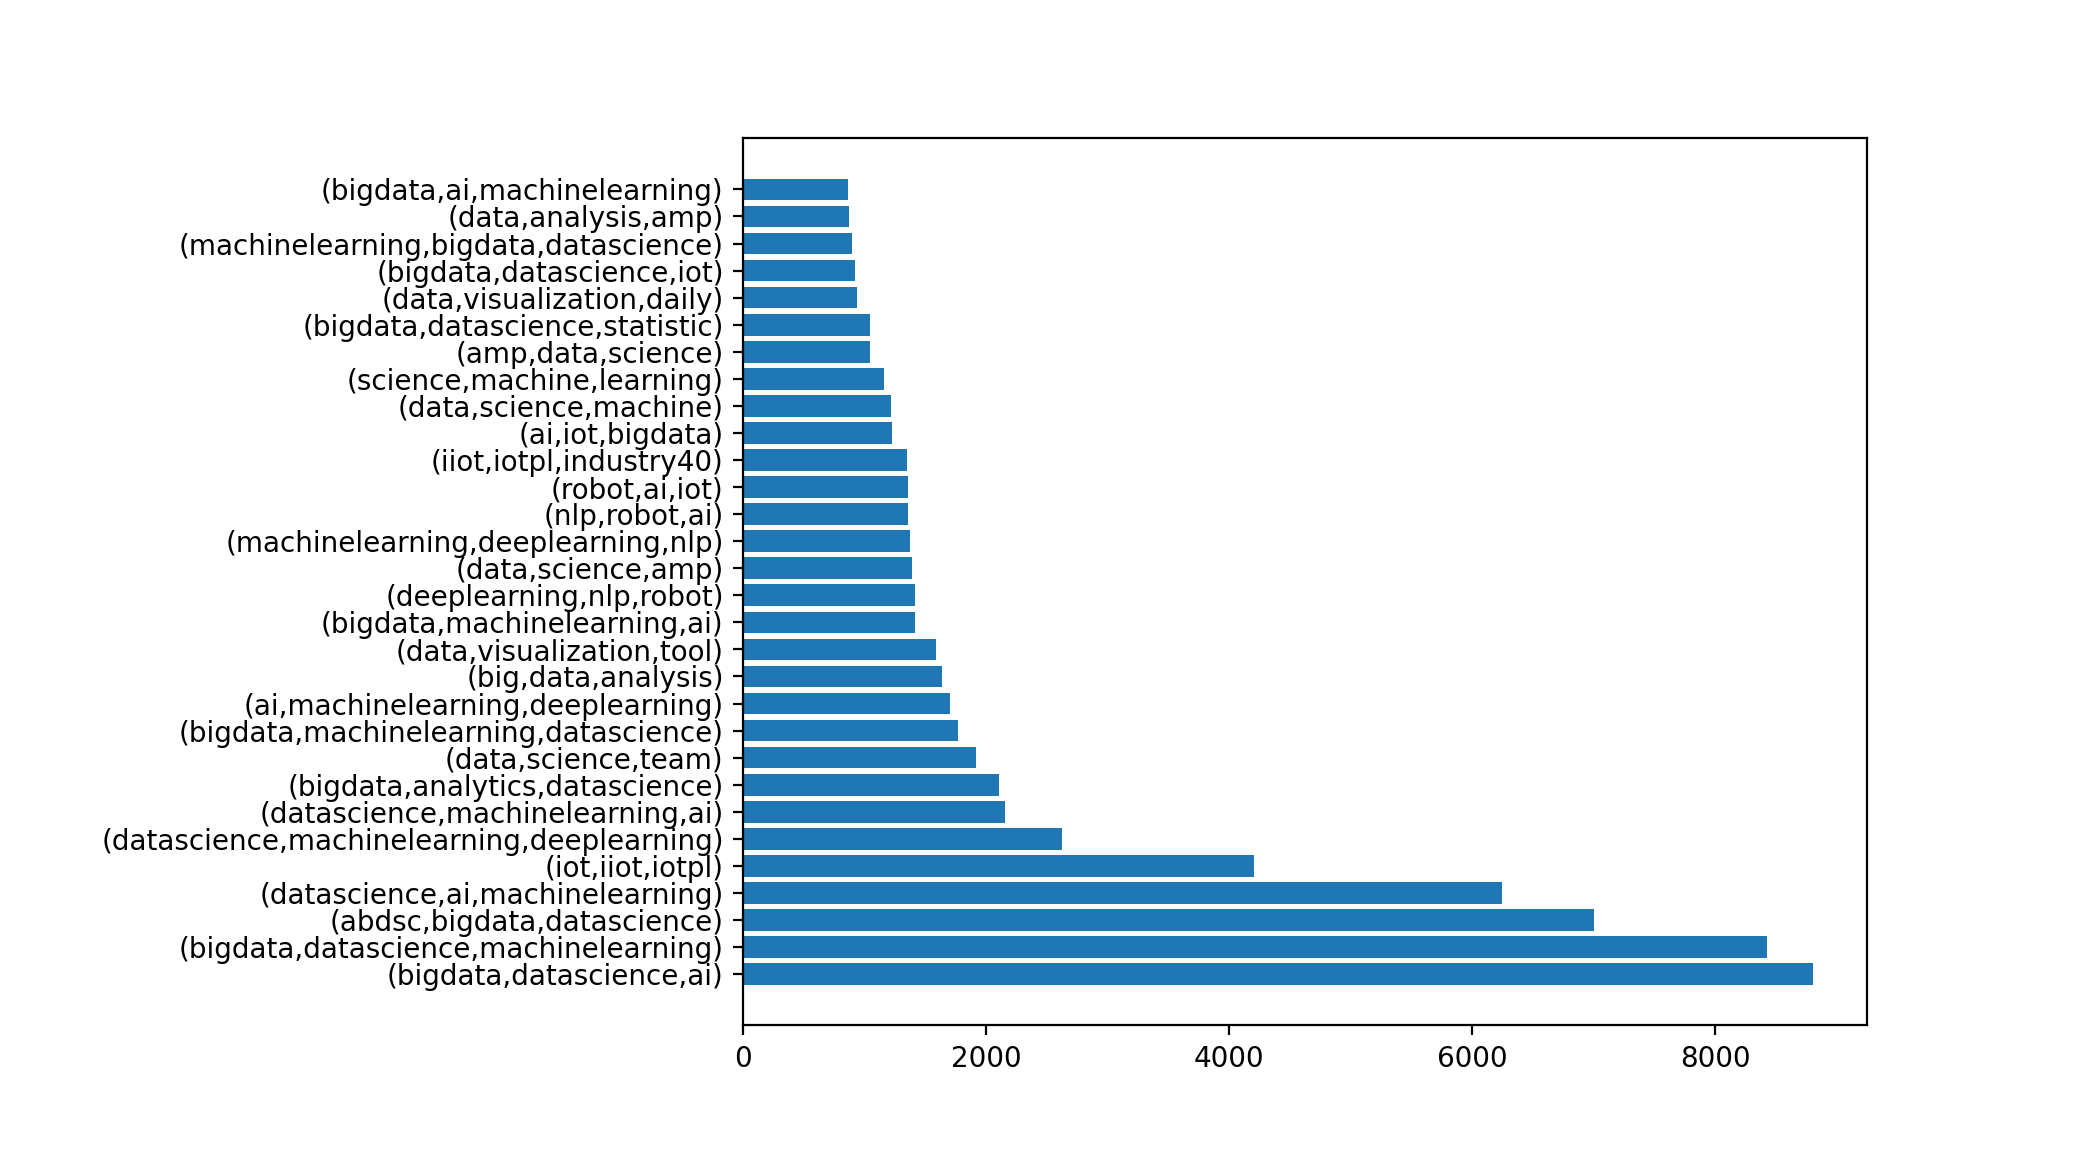 (bigdata,ai,machinelearning)
(data,analysis,amp)
(machinelearning,bigdata,datascience)
(bigdata,datascience,iot)
(data,visualization,daily)
(bigdata,datascience,statistic)
(amp,data,science)
(science,machine,learning)
(data,science,machine)
(ai,iot,bigdata)
(iiot,iotpl,industry40)
(robot,ai,iot)
(nlp,robot,ai)
(machinelearning,deeplearning,nlp)
(data,science,amp)
(deeplearning,nlp,robot)
(bigdata,machinelearning,ai)
(data,visualization,tool)
(big,data,analysis)
(ai,machinelearning,deeplearning)
(bigdata,machinelearning,datascience)
(data,science,team)
(bigdata,analytics,datascience)
(datascience,machinelearning,ai)
(datascience,machinelearning,deeplearning)
(iot,iiot,iotpl)
(datascience,ai,machinelearning)
(abdsc,bigdata,datascience)
(bigdata,datascience,machinelearning)
(bigdata,datascience,ai)
0 2000 4000 6000 8000